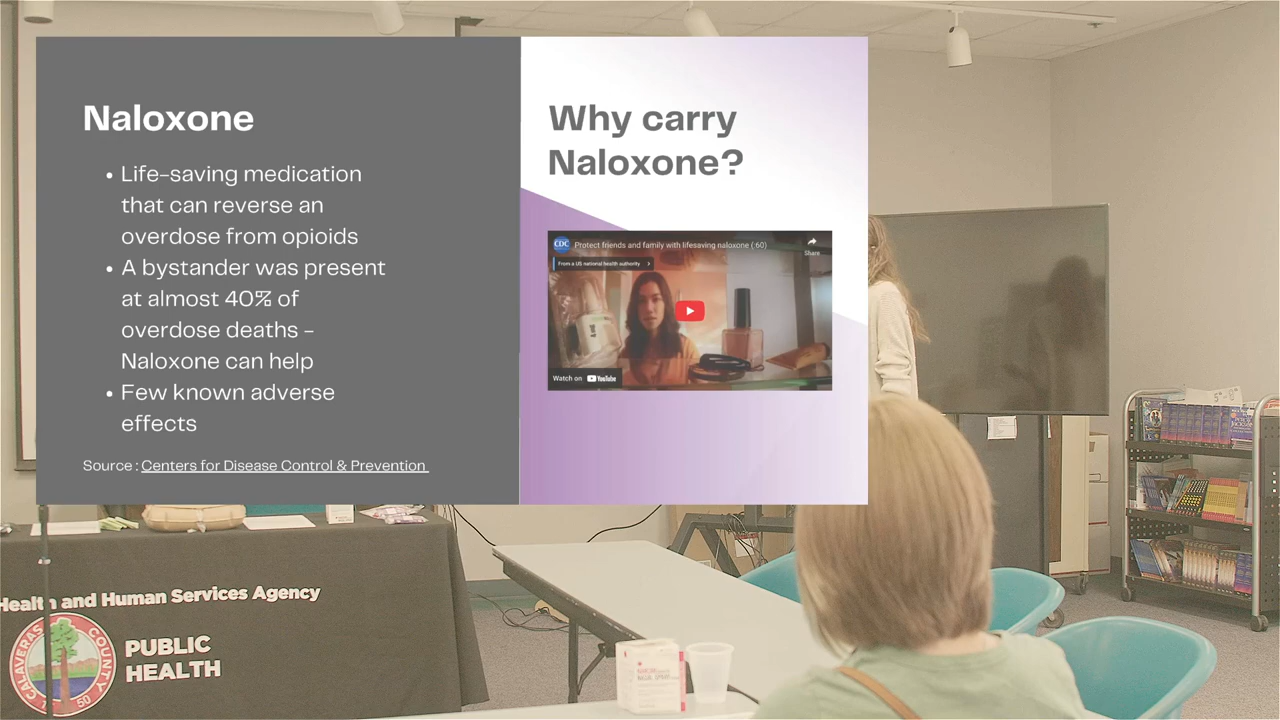 Naloxone
• Life-saving medication
that can reverse an
overdose from opioids
• A bystander was present
at almost 40% of
overdose deaths –
Naloxone can help
• Few known adverse
effects
Source : Centers for Disease Control & Prevention
Why carry
Naloxone?
CDC
Protect friends and family with lifesaving naloxone (:60)
Share
From a US national health authority
Watch on YouTube
Health and Human Services Agency
PUBLIC
HEALTH
CALAVERAS COUNTY
NASAL SPRAY